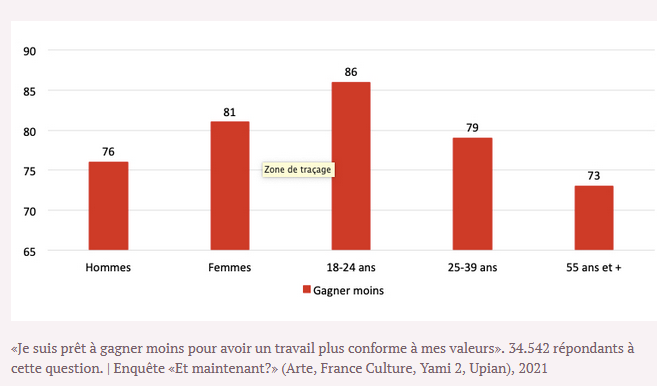 90
85
80
75
70
65
76
81
86
79
73
Zone de traçage
Hommes
Femmes
18-24 ans
25-39 ans
55 ans et +
Gagner moins
«Je suis prêt à gagner moins pour avoir un travail plus conforme à mes valeurs». 34.542 répondants à
cette question. | Enquête «Et maintenant?» (Arte, France Culture, Yami 2, Upian), 2021